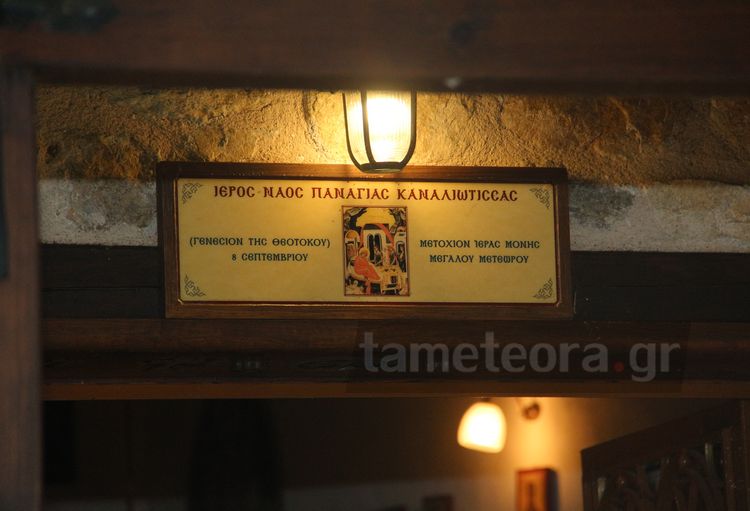 ΙΕΡΟΣ ΝΑΟΣ ΠΑΝΑΓΙΑΣ ΚΑΝΑΛΙΩΤΙΣΣΑΣ
(ΓΕΝΕΣΙΟΝ ΤΗΣ ΘΕΟΤΟΚΟΥ)
8 ΣΕΠΤΕΜΒΡΙΟΥ
ΜΕΤΟΧΙΟΝ ΙΕΡΑΣ ΜΟΝΗΣ
ΜΕΓΑΛΟΥ ΜΕΤΕΩΡΟΥ
tameteora.gr